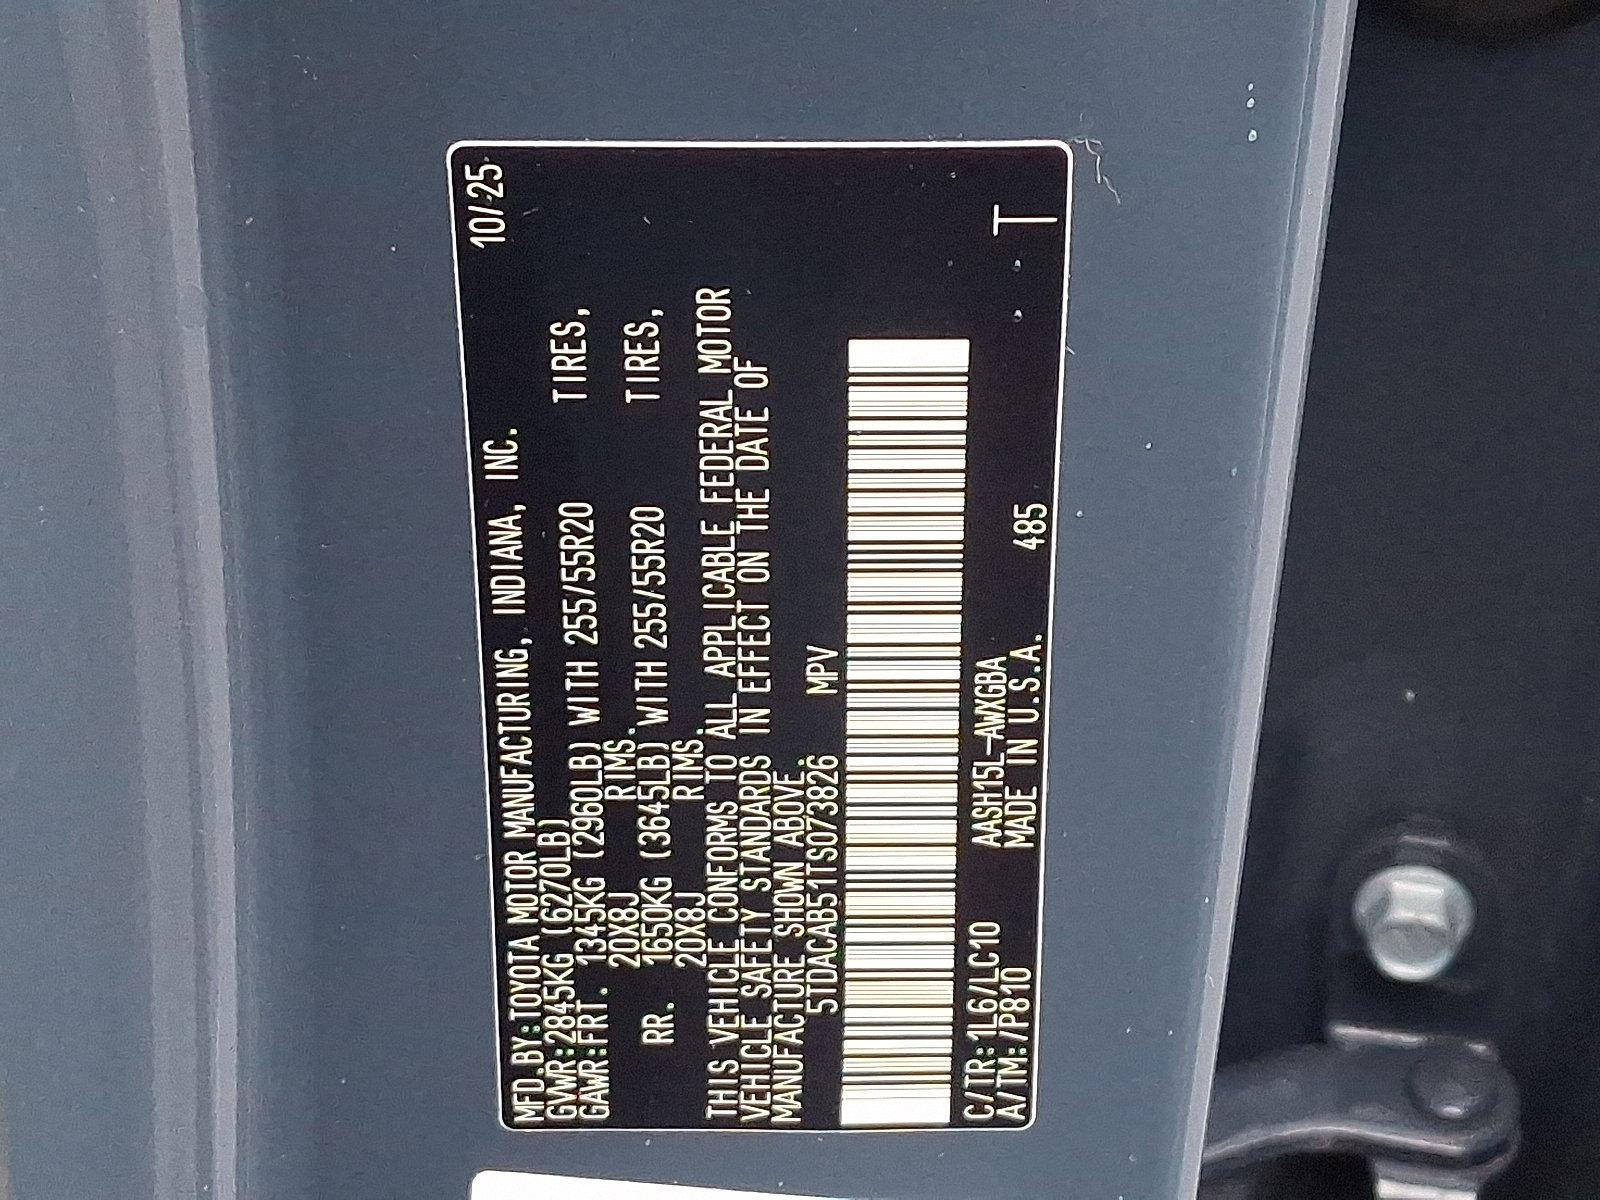 MFD.BY:TOYOTA MOTOR MANUFACTURING, INDIANA, INC. 10/25
GVWR:2845KG (6270LB)
GAWR:FRT. 1345KG (2960LB) WITH 255/55R20 TIRES,
20X8J RIMS.
RR. 1650KG (3645LB) WITH 255/55R20 TIRES,
20X8J RIMS.
THIS VEHICLE CONFORMS TO ALL APPLICABLE FEDERAL MOTOR
VEHICLE SAFETY STANDARDS IN EFFECT ON THE DATE OF
MANUFACTURE SHOWN ABOVE.
5TDACAB51TS073826 MPV
C/TR:1L6/LC10 AASH15L-AWXGBA
A/TM:/P810 MADE IN U.S.A. 485 T